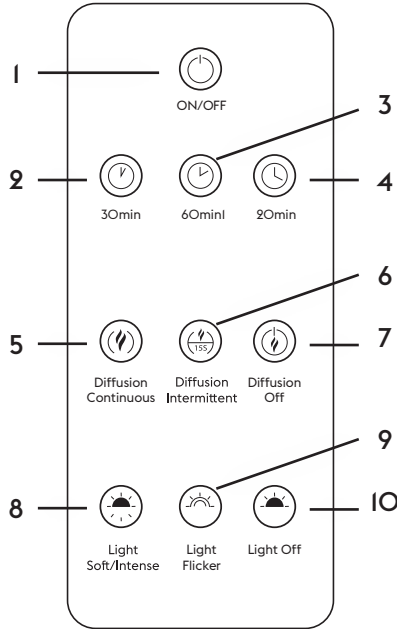 1
ON/OFF
3
2
4
30min
60minl
20min
6
5
15S
7
Diffusion
Continuous
Diffusion
Intermittent
Diffusion
Off
9
8
10
Light
Soft/Intense
Light
Flicker
Light Off